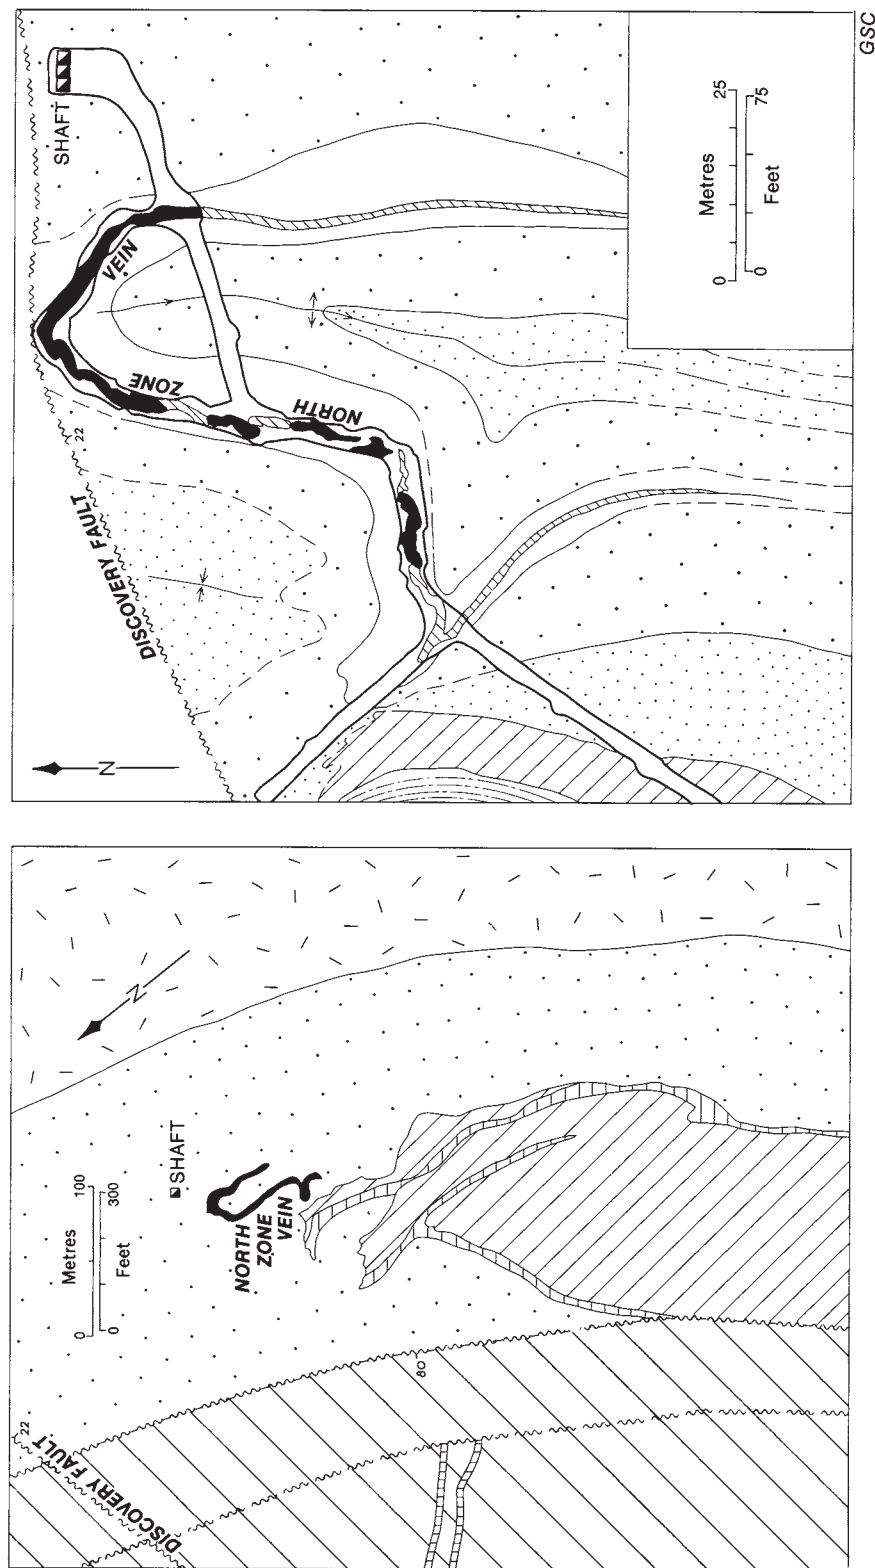 GSC
SHAFT
VEIN
ZONE
NORTH
22
DISCOVERY FAULT
N
Metres
0 25
0 75
Feet
N
SHAFT
Metres
0 100
0 300
Feet
NORTH
ZONE
VEIN
80
22
DISCOVERY FAULT